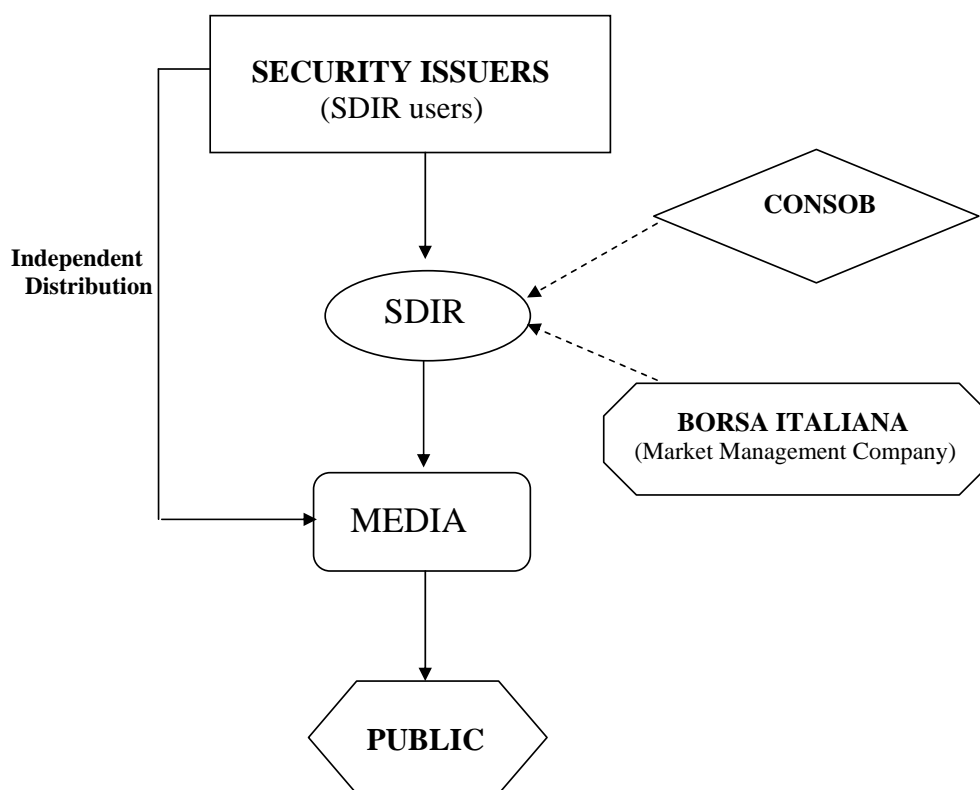 SECURITY ISSUERS
(SDIR users)
CONSOB
Independent
Distribution
SDIR
BORSA ITALIANA
(Market Management Company)
MEDIA
PUBLIC